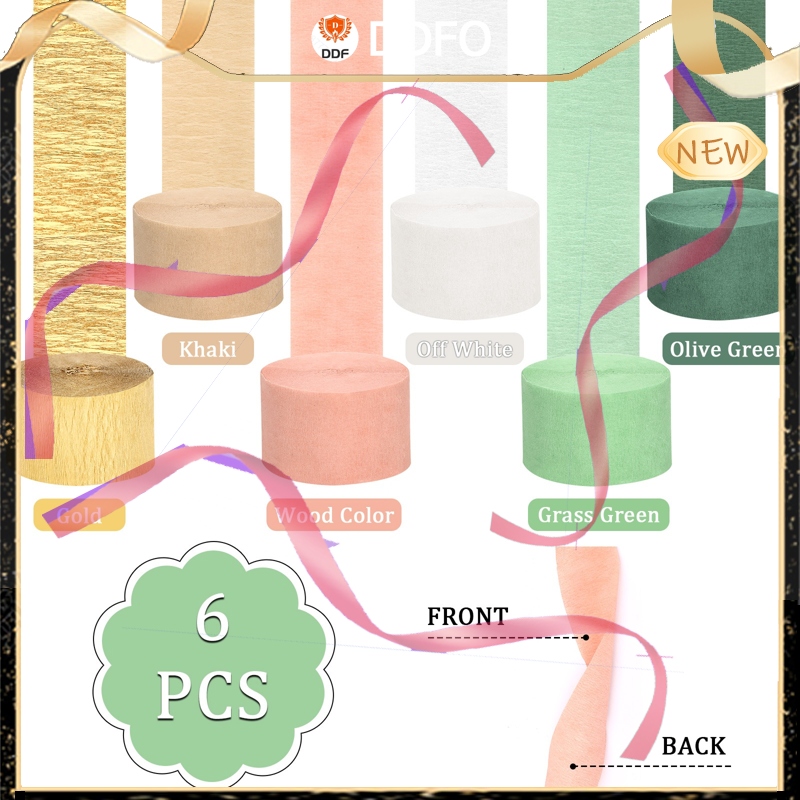 DDF
DDFO
NEW
Khaki
Off White
Olive Green
Gold
Wood Color
Grass Green
6
PCS
FRONT
BACK